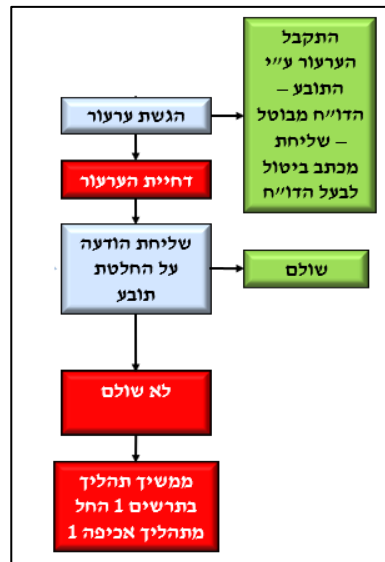 התקבל
הערעור ע״י
התובע –
הדו״ח מבוטל
– שליחת
מכתב ביטול
לבעל הדו״ח
הגשת ערעור
דחיית הערעור
שליחת הודעה
על החלטת
תובע
שולם
לא שולם
ממשיך תהליך
בתרשים 1 החל
מתהליך אכיפה 1